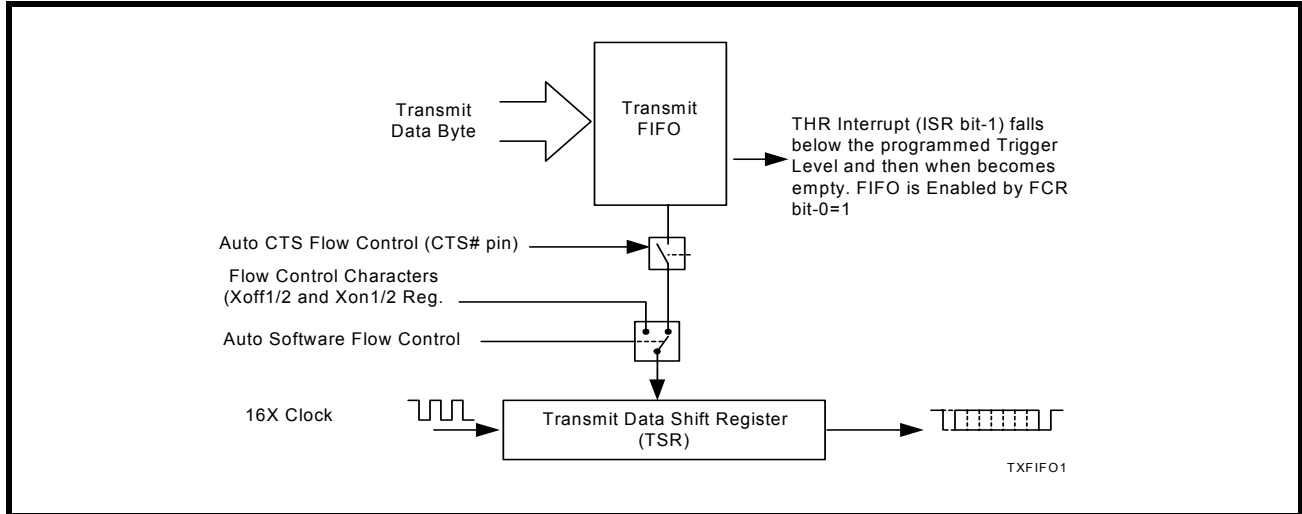 Transmit
FIFO
Transmit
Data Byte
THR Interrupt (ISR bit-1) falls
below the programmed Trigger
Level and then when becomes
empty. FIFO is Enabled by FCR
bit-0=1
Auto CTS Flow Control (CTS# pin)
Flow Control Characters
(Xoff1/2 and Xon1/2 Reg.
Auto Software Flow Control
16X Clock
Transmit Data Shift Register
(TSR)
TXFIFO1